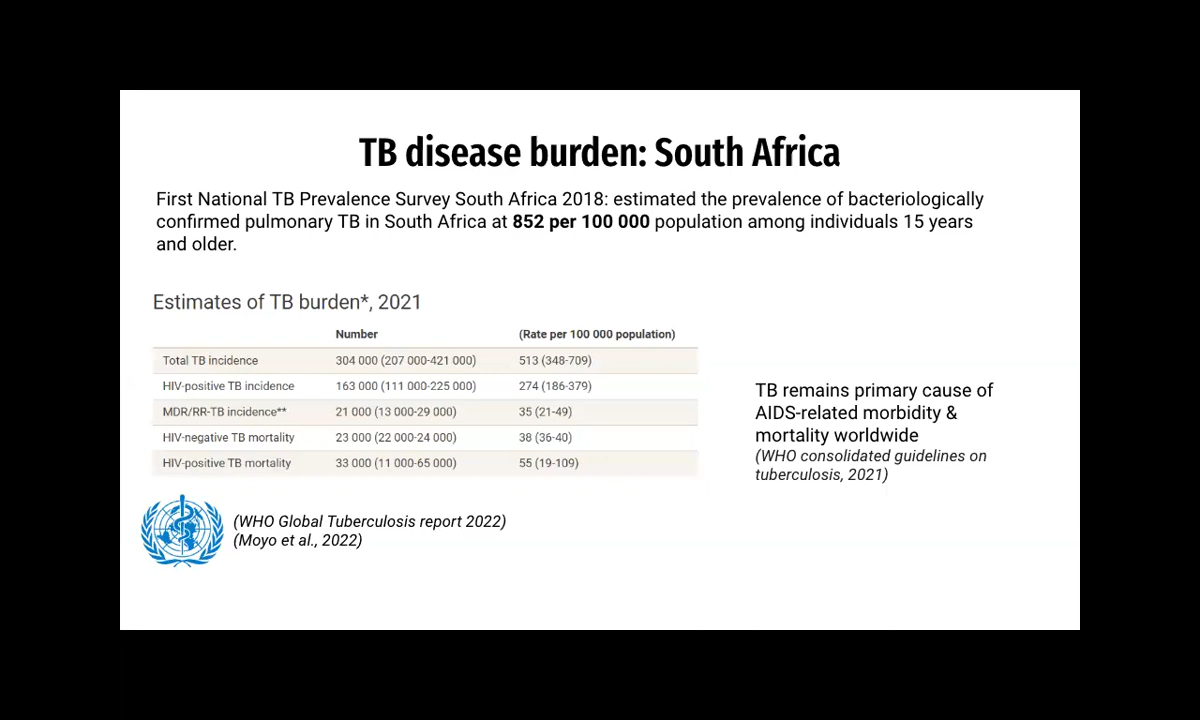 TB disease burden: South Africa
First National TB Prevalence Survey South Africa 2018: estimated the prevalence of bacteriologically
confirmed pulmonary TB in South Africa at 852 per 100 000 population among individuals 15 years
and older.
Estimates of TB burden*, 2021
Number (Rate per 100 000 population)
Total TB incidence 304 000 (207 000-421 000) 513 (348-709)
HIV-positive TB incidence 163 000 (111 000-225 000) 274 (186-379)
MDR/RR-TB incidence** 21 000 (13 000-29 000) 35 (21-49)
HIV-negative TB mortality 23 000 (22 000-24 000) 38 (36-40)
HIV-positive TB mortality 33 000 (11 000-65 000) 55 (19-109)
TB remains primary cause of
AIDS-related morbidity &
mortality worldwide
(WHO consolidated guidelines on
tuberculosis, 2021)
(WHO Global Tuberculosis report 2022)
(Moyo et al., 2022)